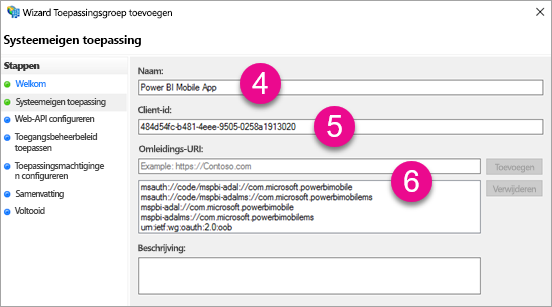 Wizard Toepassingsgroep toevoegen
Systeemeigen toepassing
Stappen
Welkom
Systeemeigen toepassing
Web-API configureren
Toegangsbeheerbeleid
toepassen
Toepassingsmachtiginge
n configureren
Samenvatting
Voltooid
Naam:
4
Power BI Mobile App
Client-id:
5
484d54fc-b481-4eee-9505-0258a1913020
Omleidings-URI:
6
Example: https://Contoso.com
Toevoegen
msauth://code/mspbi-adal://com.microsoft.powerbimobile
msauth://code/mspbi-adalms://com.microsoft.powerbimobilems
mspbi-adal://com.microsoft.powerbimobile
mspbi-adalms://com.microsoft.powerbimobilems
urn:ietf:wg:oauth:2.0:oob
Verwijderen
Beschrijving: